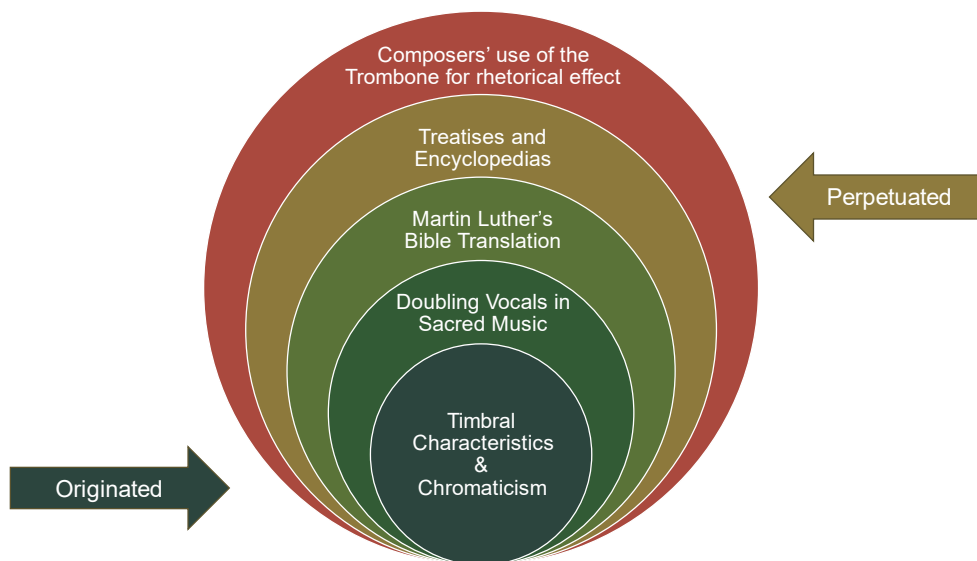 Composers’ use of the
Trombone for rhetorical effect
Treatises and
Encyclopedias
Perpetuated
Martin Luther’s
Bible Translation
Doubling Vocals in
Sacred Music
Timbral
Characteristics
&
Chromaticism
Originated